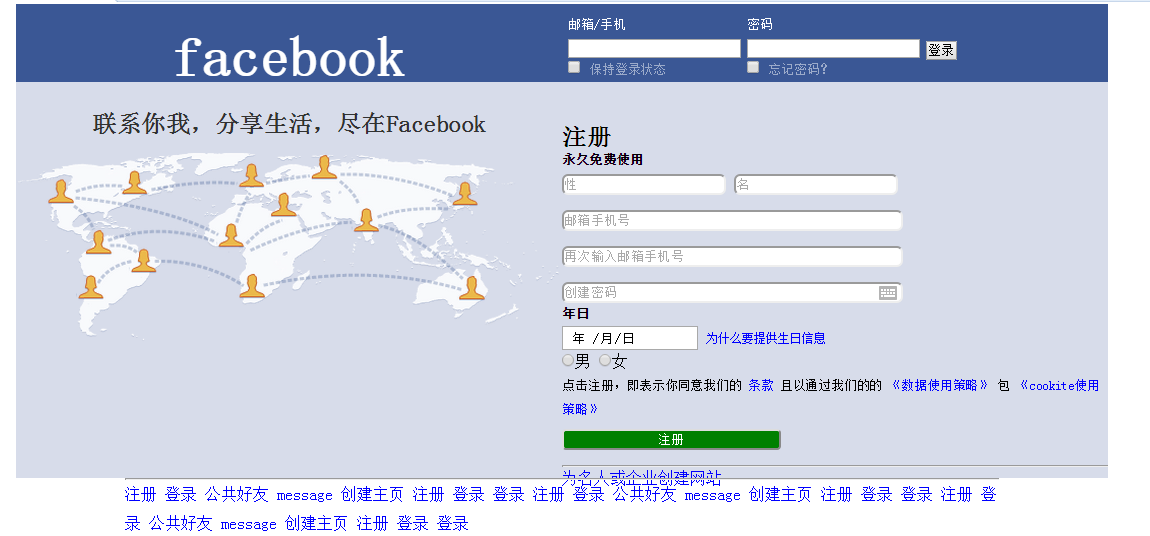 邮箱/手机 密码
facebook
登录
保持登录状态 忘记密码?
联系你我，分享生活，尽在Facebook
注册
永久免费使用
性 名
邮箱手机号
再次输入邮箱手机号
创建密码
年日
年 /月/日 为什么要提供生日信息
男 女
点击注册，即表示你同意我们的 条款 且以通过我们的的 《数据使用策略》 包 《cookite使用
策略》
注册
为名人或企业创建网站
注册 登录 公共好友 message 创建主页 注册 登录 登录 注册 登录 公共好友 message 创建主页 注册 登录 登录 注册 登
录 公共好友 message 创建主页 注册 登录 登录